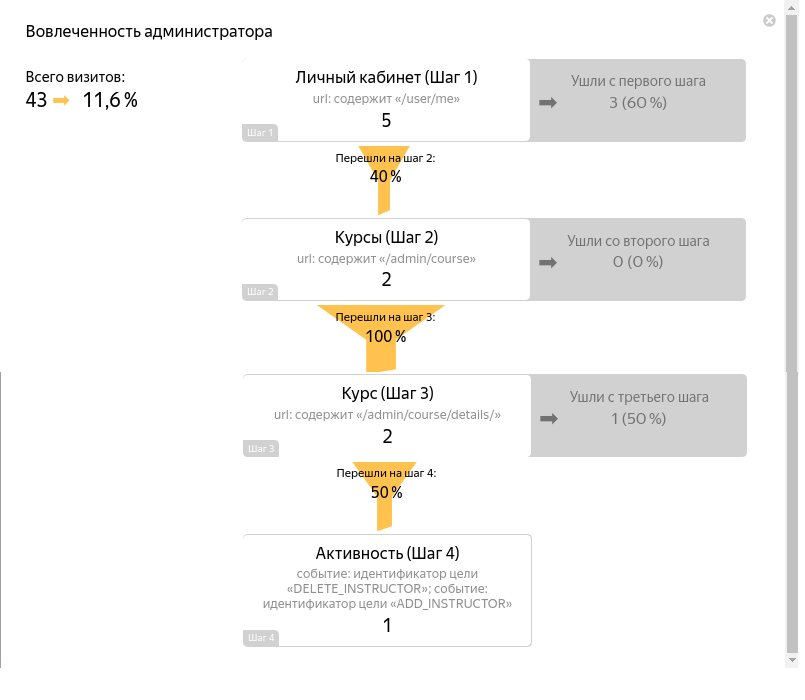 Вовлеченность администратора
Всего визитов:
43 ➡ 11,6 %
Личный кабинет (Шаг 1)
url: содержит «/user/me»
5
Шаг 1
Ушли с первого шага
3 (60 %)
Перешли на шаг 2:
40 %
Курсы (Шаг 2)
url: содержит «/admin/course»
2
Шаг 2
Ушли со второго шага
0 (0 %)
Перешли на шаг 3:
100 %
Курс (Шаг 3)
url: содержит «/admin/course/details/»
2
Шаг 3
Ушли с третьего шага
1 (50 %)
Перешли на шаг 4:
50 %
Активность (Шаг 4)
событие: идентификатор цели
«DELETE_INSTRUCTOR»; событие:
идентификатор цели «ADD_INSTRUCTOR»
1
Шаг 4